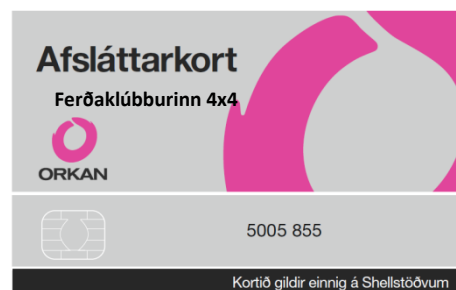 Afsláttarkort
Ferðaklúbburinn 4x4
ORKAN
5005 855
Kortið gildir einnig á Shellstöðvum